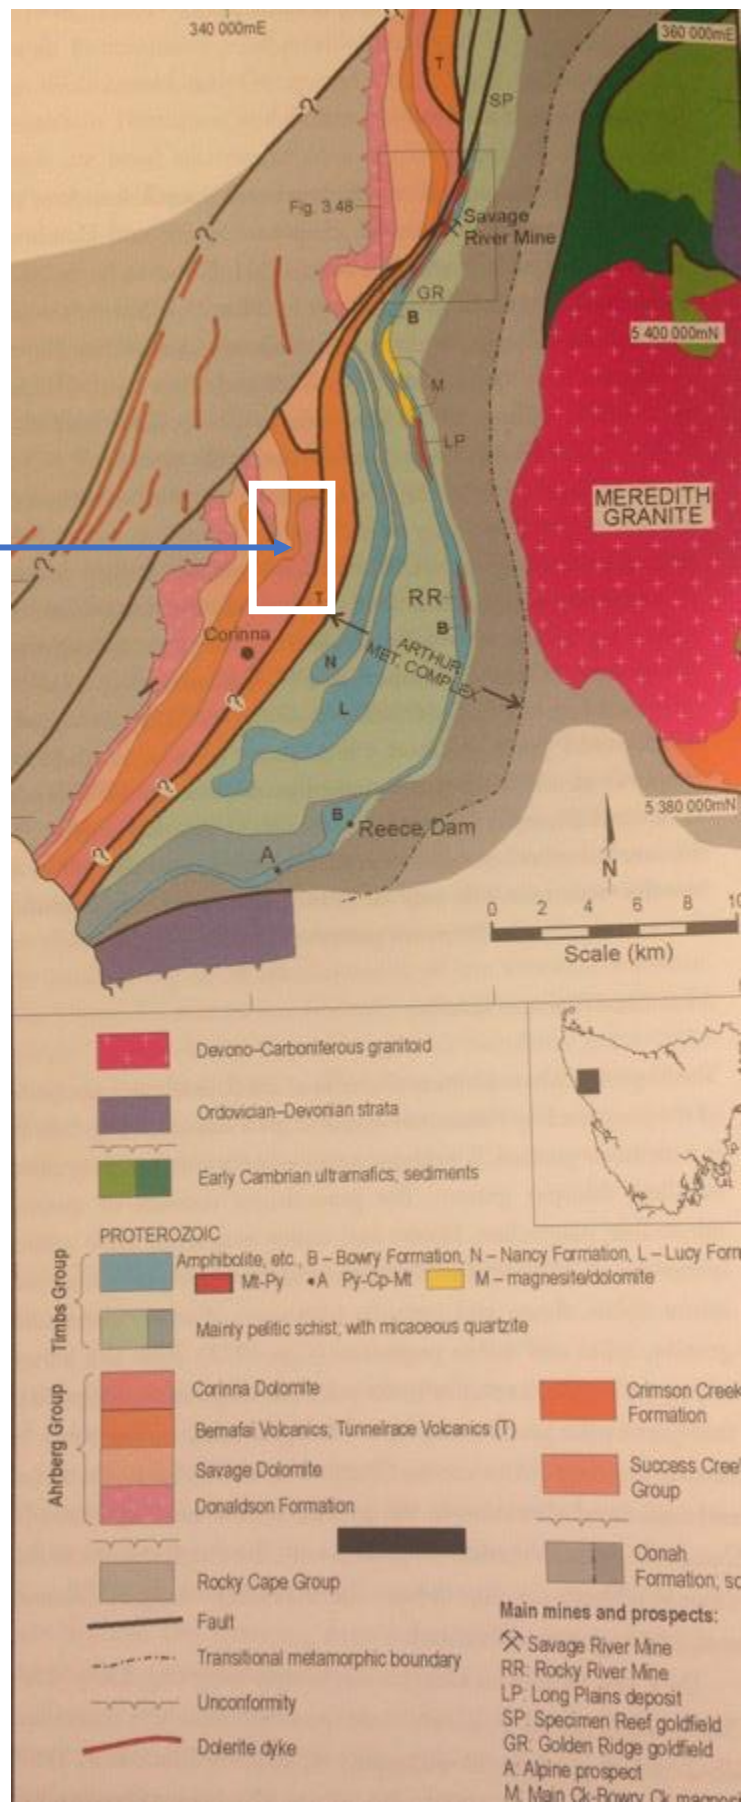 340 000mE
360 000mE
T
SP
Fig. 3.48
Savage
River Mine
GR
B
5 400 000mN
M
LP
MEREDITH
GRANITE
RR
B
T
ARTHUR
MET. COMPLEX
Corinna
N
L
5 380 000mN
B
Reece Dam
A
N
0 2 4 6 8 10
Scale (km)
? ? ? ? ? ? ?
Devono–Carboniferous granitoid
Ordovician–Devonian strata
Early Cambrian ultramafics, sediments
PROTEROZOIC
Timbs Group
Amphibolite, etc., B – Bowry Formation, N – Nancy Formation, L – Lucy Form
Mt-Py •A Py-Cp-Mt M – magnesite/dolomite
Mainly pelitic schist, with micaceous quartzite
Ahrberg Group
Corinna Dolomite
Bernafai Volcanics; Tunnelrace Volcanics (T)
Savage Dolomite
Donaldson Formation
Crimson Creek
Formation
Success Cree
Group
Rocky Cape Group
Oonah
Formation; sc
Fault
Transitional metamorphic boundary
Unconformity
Dolerite dyke
Main mines and prospects:
Savage River Mine
RR: Rocky River Mine
LP: Long Plains deposit
SP: Specimen Reef goldfield
GR: Golden Ridge goldfield
A: Alpine prospect
M: Main Ck-Bowry Ck magnes